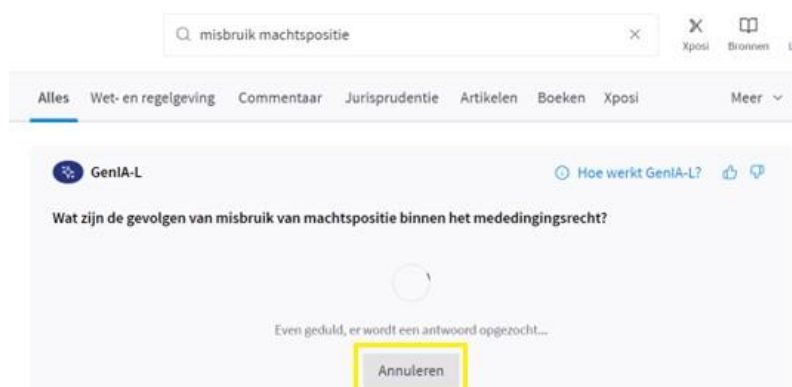 misbruik machtspositie
Xposi
Bronnen
Alles Wet- en regelgeving Commentaar Jurisprudentie Artikelen Boeken Xposi Meer
GenIA-L
Hoe werkt GenIA-L?
Wat zijn de gevolgen van misbruik van machtspositie binnen het mededingingsrecht?
Even geduld, er wordt een antwoord opgezocht...
Annuleren